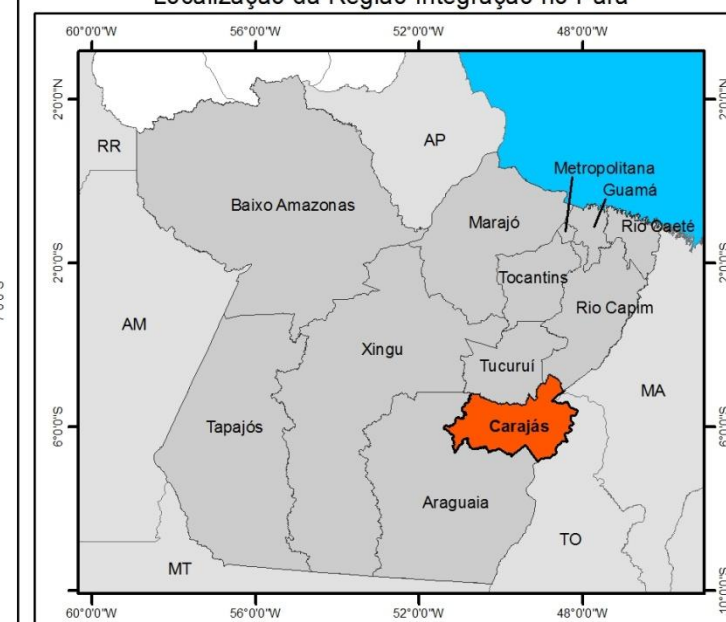 Localização da Região Integração no Pará
60°0'0"W 56°0'0"W 52°0'0"W 48°0'0"W
2°0'0"N 2°0'0"N
RR
AP
Metropolitana
Guamá
Baixo Amazonas
Marajó
Rio Caeté
2°0'0"S 2°0'0"S
Tocantins
Rio Capim
AM
Xingu
Tucuruí
MA
Tapajós
Carajás
6°0'0"S 6°0'0"S
Araguaia
TO
MT
10°0'0"S
60°0'0"W 56°0'0"W 52°0'0"W 48°0'0"W